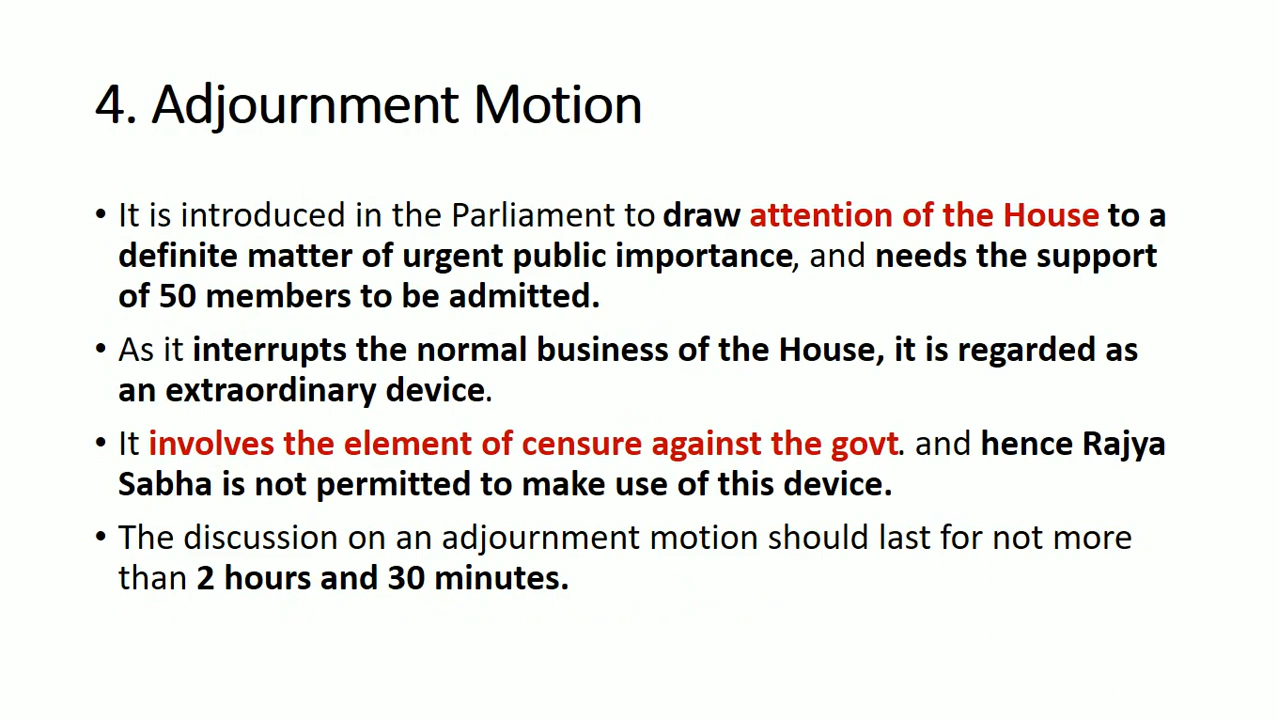 4. Adjournment Motion
• It is introduced in the Parliament to draw attention of the House to a
definite matter of urgent public importance, and needs the support
of 50 members to be admitted.
• As it interrupts the normal business of the House, it is regarded as
an extraordinary device.
• It involves the element of censure against the govt. and hence Rajya
Sabha is not permitted to make use of this device.
• The discussion on an adjournment motion should last for not more
than 2 hours and 30 minutes.